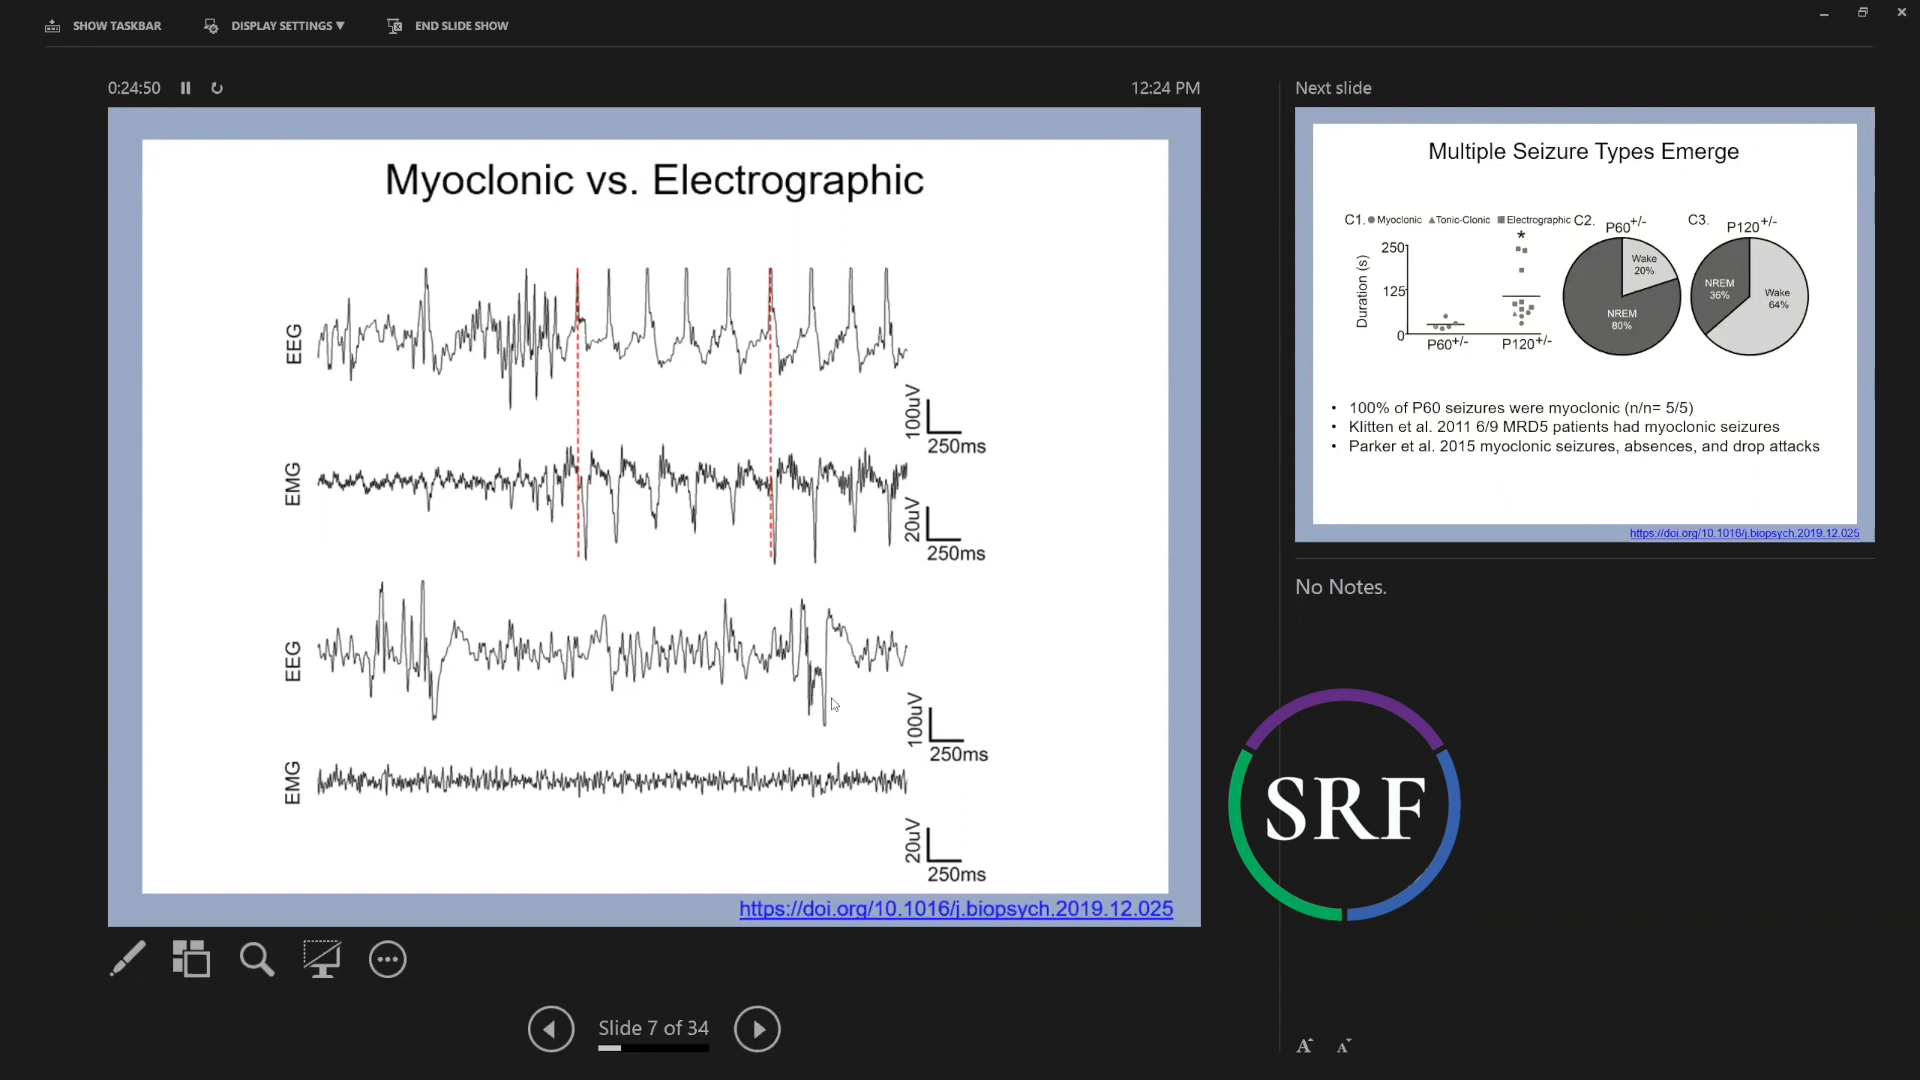 SHOW TASKBAR
DISPLAY SETTINGS ▼
END SLIDE SHOW
0:24:50
12:24 PM
Myoclonic vs. Electrographic
EEG
100uV
250ms
EMG
20uV
250ms
EEG
100uV
250ms
EMG
20uV
250ms
https://doi.org/10.1016/j.biopsych.2019.12.025
Slide 7 of 34
Next slide
Multiple Seizure Types Emerge
C1. Myoclonic Tonic-Clonic Electrographic
*
Duration (s)
250
125
0
P60+/-
P120+/-
C2. P60+/-
Wake
20%
NREM
80%
C3. P120+/-
NREM
36%
Wake
64%
• 100% of P60 seizures were myoclonic (n/n= 5/5)
• Klitten et al. 2011 6/9 MRD5 patients had myoclonic seizures
• Parker et al. 2015 myoclonic seizures, absences, and drop attacks
https://doi.org/10.1016/j.biopsych.2019.12.025
No Notes.
SRF
A A